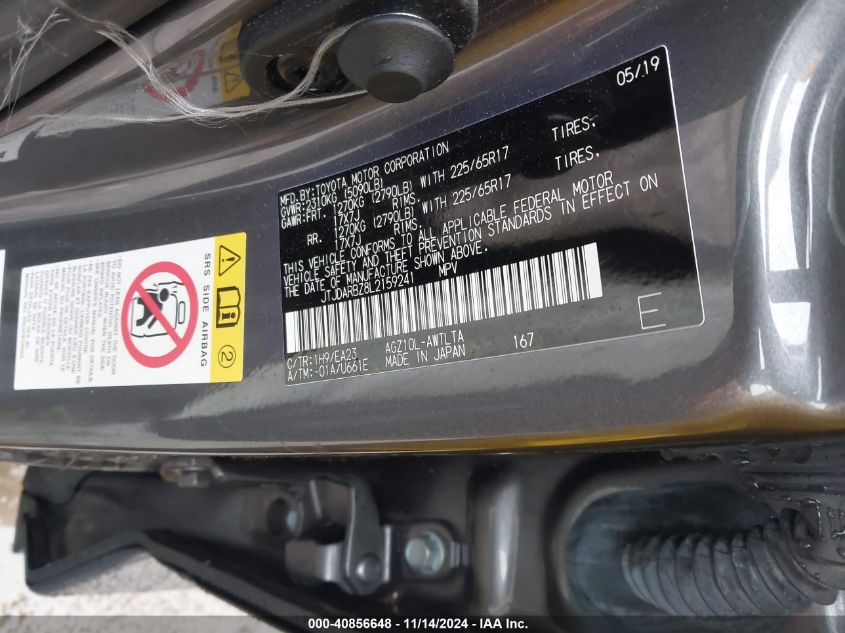 05/19
MFD.BY:TOYOTA MOTOR CORPORATION
GVWR:2310KG (5090LB)
GAWR:FRT. 1270KG (2790LB) WITH 225/65R17 TIRES,
17X7J RIMS,
RR. 1270KG (2790LB) WITH 225/65R17 TIRES,
17X7J RIMS,
THIS VEHICLE CONFORMS TO ALL APPLICABLE FEDERAL MOTOR
VEHICLE SAFETY AND THEFT PREVENTION STANDARDS IN EFFECT ON
THE DATE OF MANUFACTURE SHOWN ABOVE.
JTJDARBZ8L2159241 MPV
C/TR:1H9/EA23 AGZ10L-AWTLTA 167
A/TM:-01A/U661E MADE IN JAPAN
E
SRS SIDE AIRBAG
2
000-40856648 - 11/14/2024 - IAA Inc.